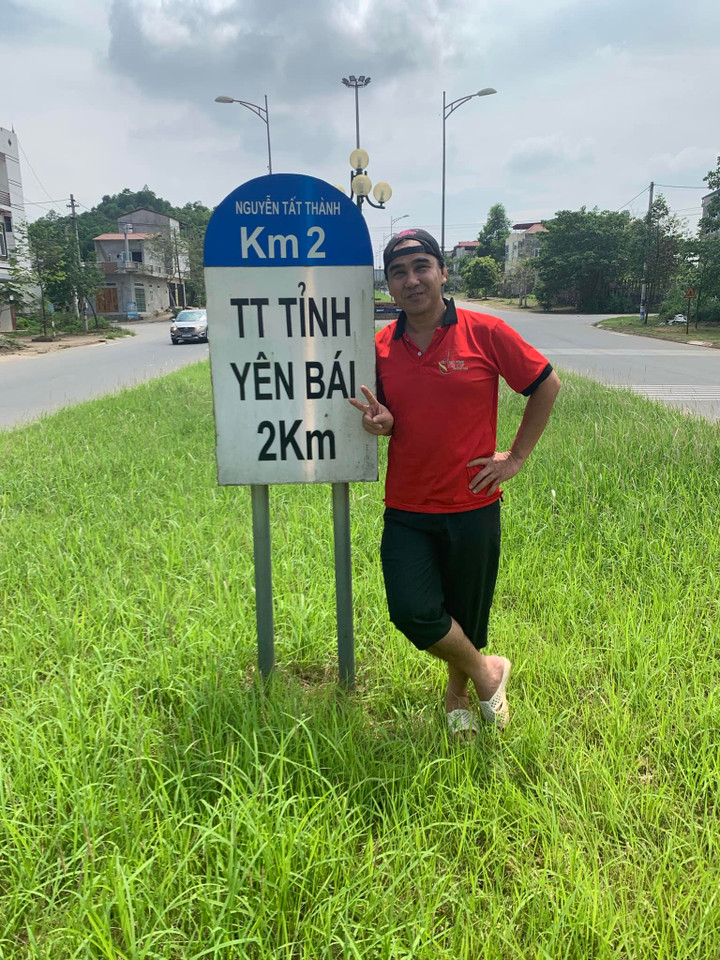 NGUYỄN TẤT THÀNH
Km 2
TT TỈNH
YÊN BÁI
2Km